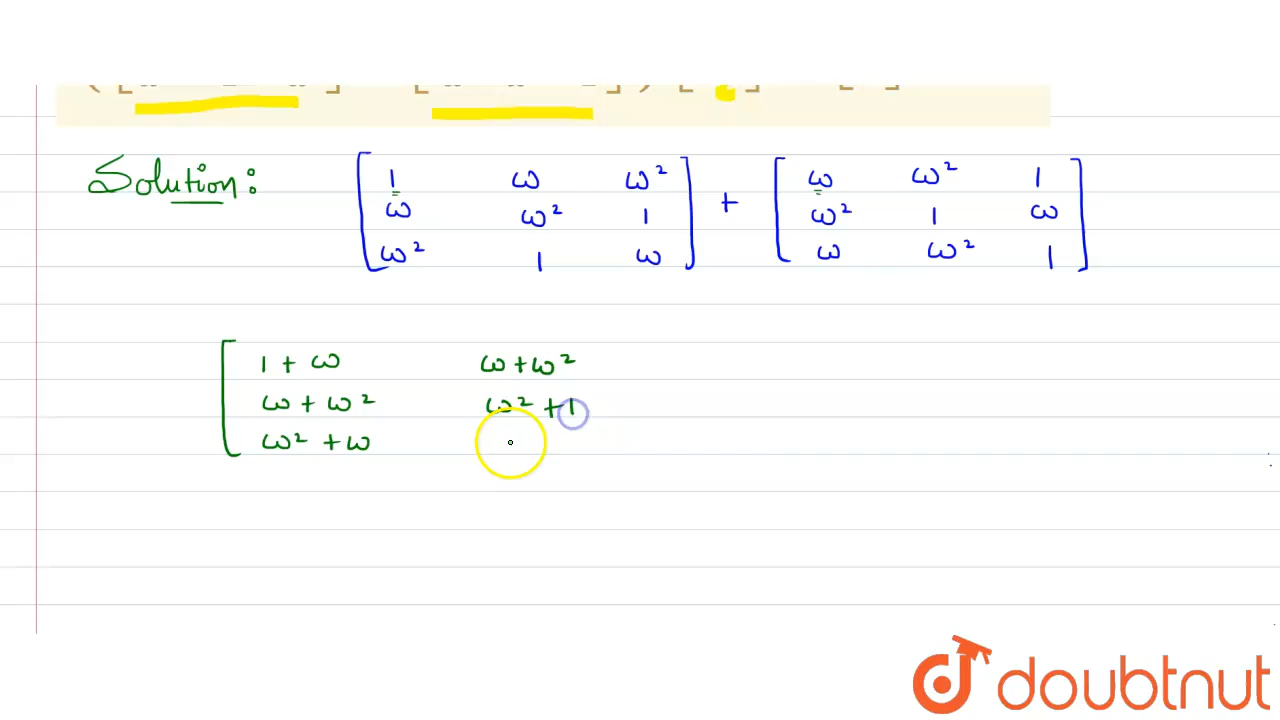 Solution: [ 1 ω ω² ] + [ ω ω² 1 ]
[ ω ω² 1 ] [ ω² 1 ω ]
[ ω² 1 ω ] [ ω ω² 1 ]
[ 1 + ω ω + ω²
ω + ω² ω² + 1
ω² + ω
doubtnut